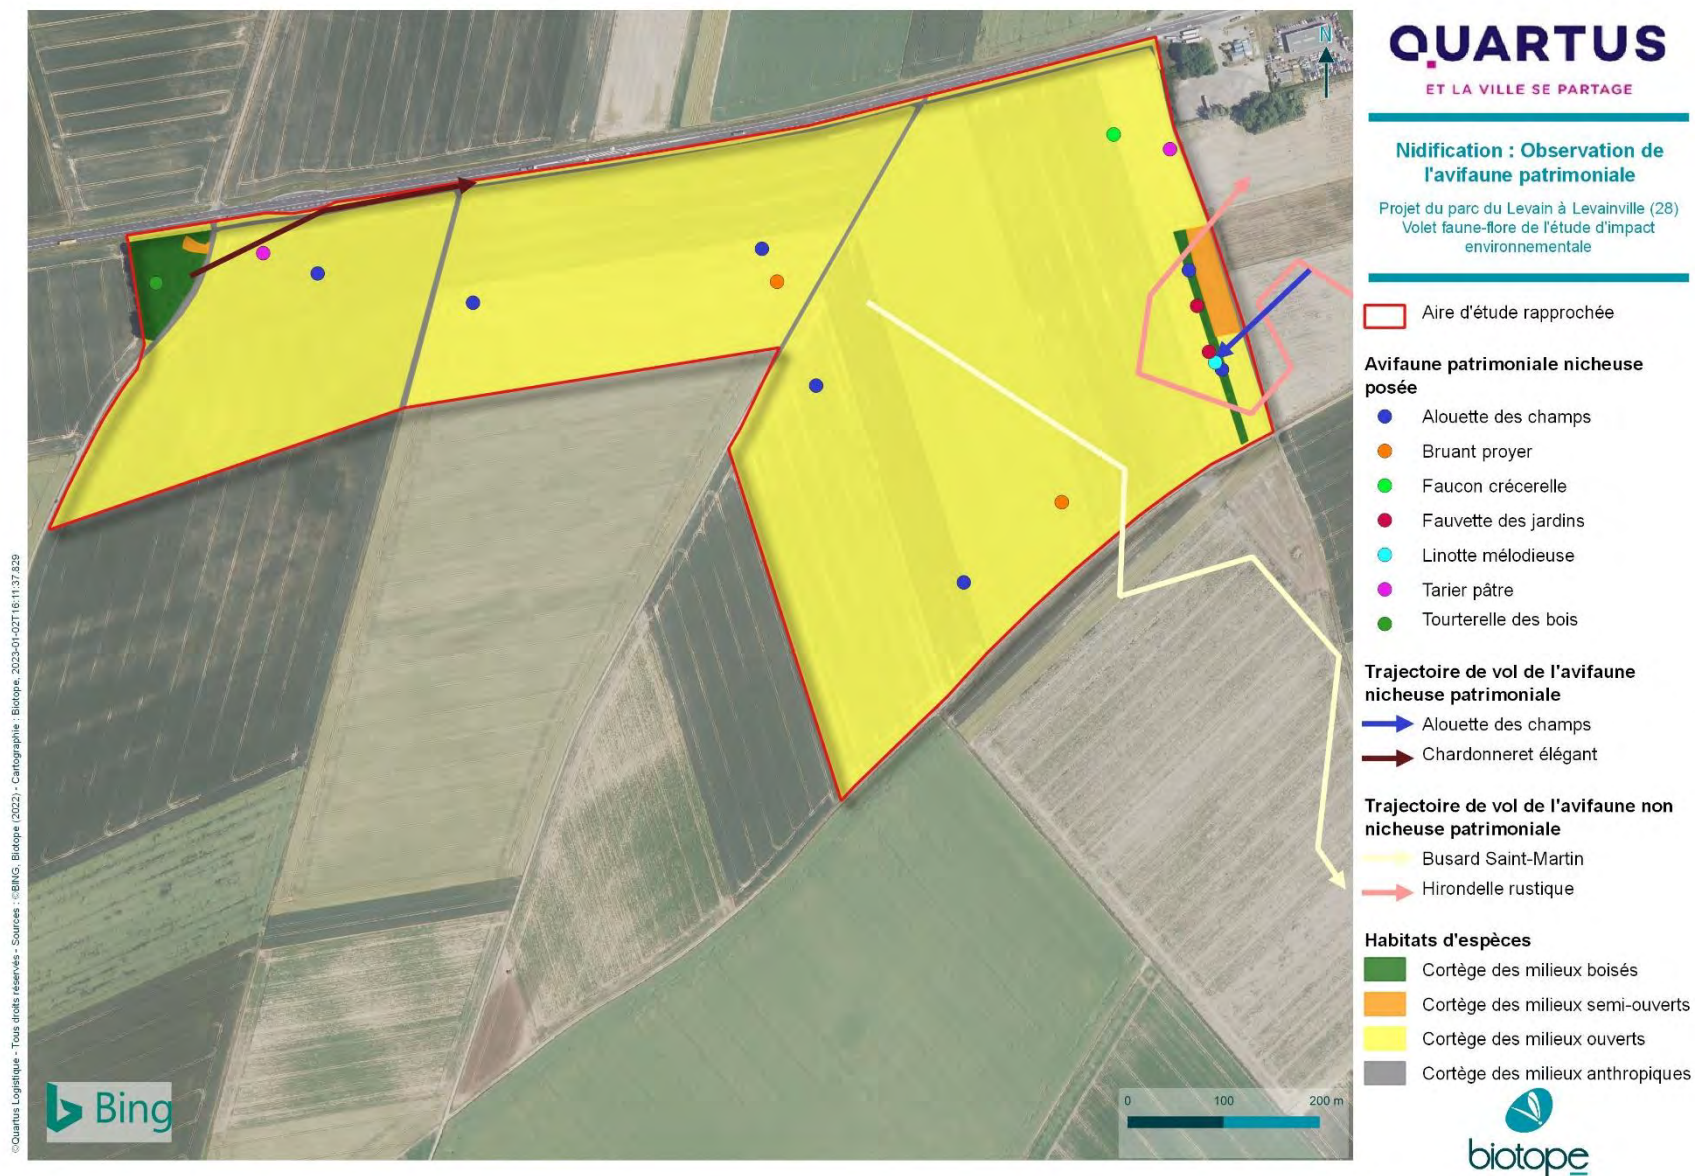 QUARTUS
ET LA VILLE SE PARTAGE
Nidification : Observation de
l'avifaune patrimoniale
Projet du parc du Levain à Levainville (28)
Volet faune-flore de l'étude d'impact
environnementale
Aire d'étude rapprochée
Avifaune patrimoniale nicheuse
posée
Alouette des champs
Bruant proyer
Faucon crécerelle
Fauvette des jardins
Linotte mélodieuse
Tarier pâtre
Tourterelle des bois
Trajectoire de vol de l'avifaune
nicheuse patrimoniale
Alouette des champs
Chardonneret élégant
Trajectoire de vol de l'avifaune non
nicheuse patrimoniale
Busard Saint-Martin
Hirondelle rustique
Habitats d'espèces
Cortège des milieux boisés
Cortège des milieux semi-ouverts
Cortège des milieux ouverts
Cortège des milieux anthropiques
biotope
N
0 100 200 m
Bing
©Quartus Logistique - Tous droits réservés - Sources : ©BING, Biotope (2022) - Cartographie : Biotope, 2023-01-02T16:11:37.829